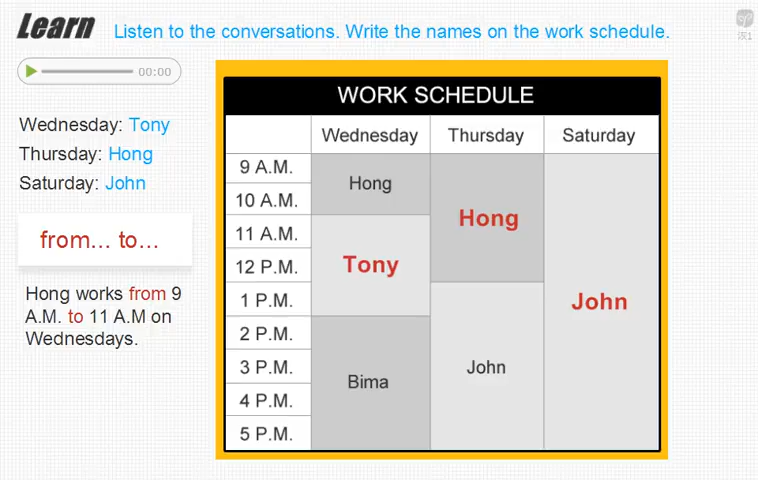 Learn Listen to the conversations. Write the names on the work schedule.
00:00
Wednesday: Tony
Thursday: Hong
Saturday: John
from... to...
Hong works from 9
A.M. to 11 A.M on
Wednesdays.
WORK SCHEDULE
Wednesday Thursday Saturday
9 A.M.
Hong
10 A.M.
Hong
11 A.M.
Tony
12 P.M.
1 P.M.
John
2 P.M.
3 P.M.
John
Bima
4 P.M.
5 P.M.